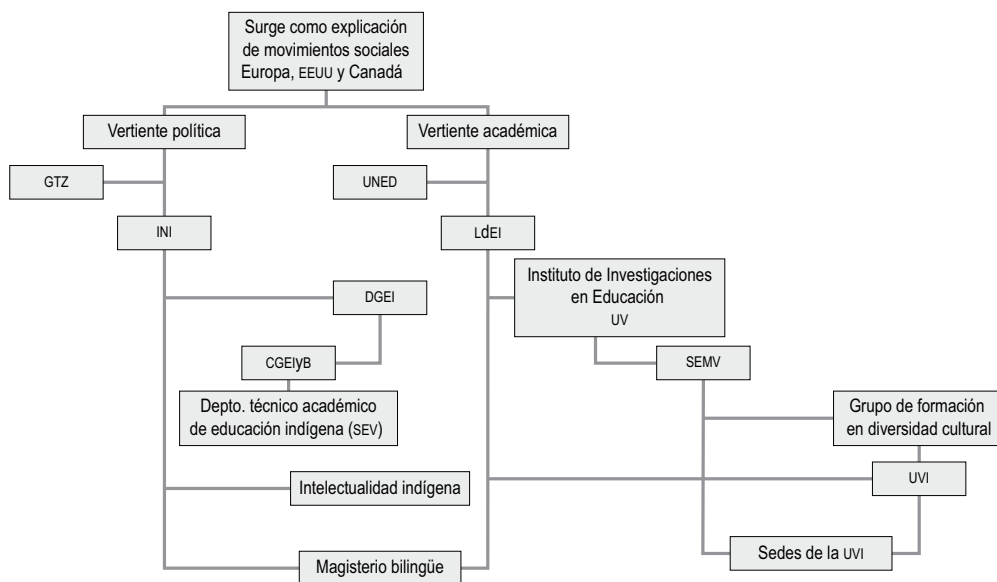 Surge como explicación
de movimientos sociales
Europa, EEUU y Canadá
Vertiente política
Vertiente académica
GTZ
UNED
INI
LdEI
Instituto de Investigaciones
en Educación
UV
DGEI
CGEIyB
SEMV
Depto. técnico académico
de educación indígena (SEV)
Grupo de formación
en diversidad cultural
Intelectualidad indígena
UVI
Sedes de la UVI
Magisterio bilingüe